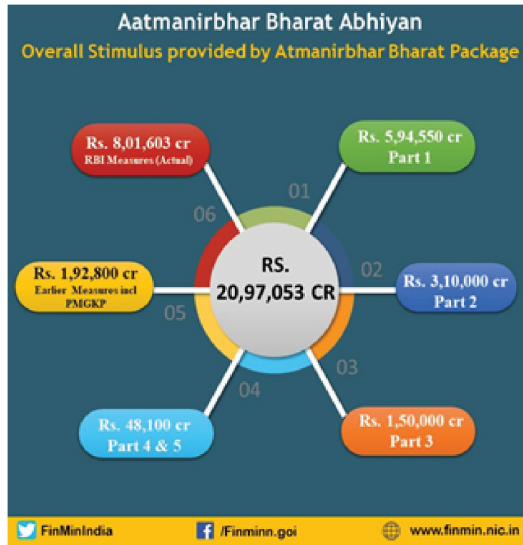 Aatmanirbhar Bharat Abhiyan
Overall Stimulus provided by Atmanirbhar Bharat Package
Rs. 8,01,603 cr
RBI Measures (Actual)
Rs. 5,94,550 cr
Part 1
01
06
RS.
20,97,053 CR
Rs. 1,92,800 cr
Earlier Measures incl
PMGKP
02
Rs. 3,10,000 cr
Part 2
05
03
04
Rs. 48,100 cr
Part 4 & 5
Rs. 1,50,000 cr
Part 3
FinMinIndia
/Finminn.goi
www.finmin.nic.in